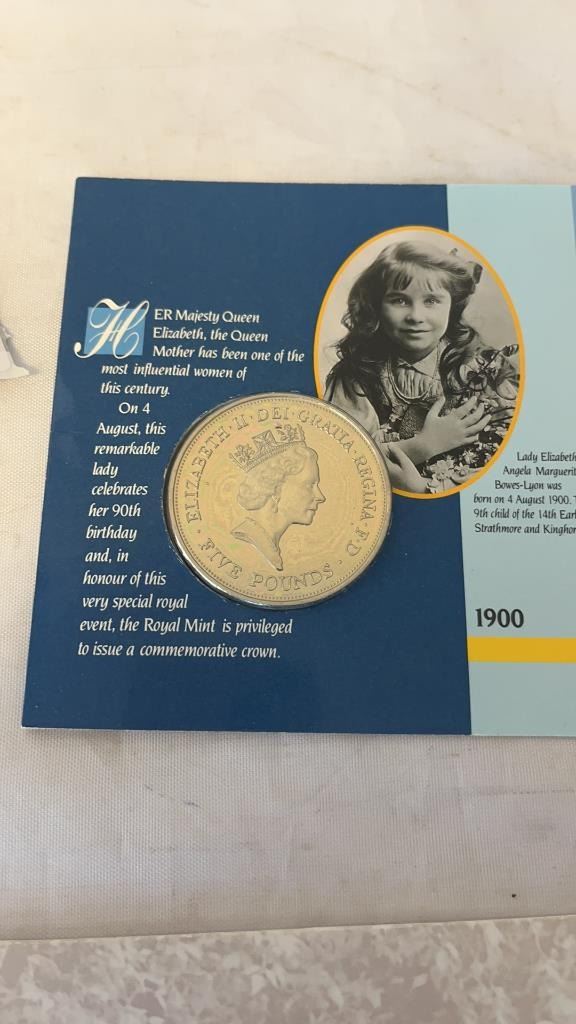 HER Majesty Queen
Elizabeth, the Queen
Mother has been one of the
most influential women of
this century.
On 4
August, this
remarkable
lady
celebrates
her 90th
birthday
and, in
honour of this
very special royal
event, the Royal Mint is privileged
to issue a commemorative crown.
ELIZABETH·II·DEI·GRATIA·REGINA·F·D·
FIVE POUNDS
Lady Elizabeth
Angela Marguerit
Bowes-Lyon was
born on 4 August 1900.
9th child of the 14th Earl
Strathmore and Kinghor
1900